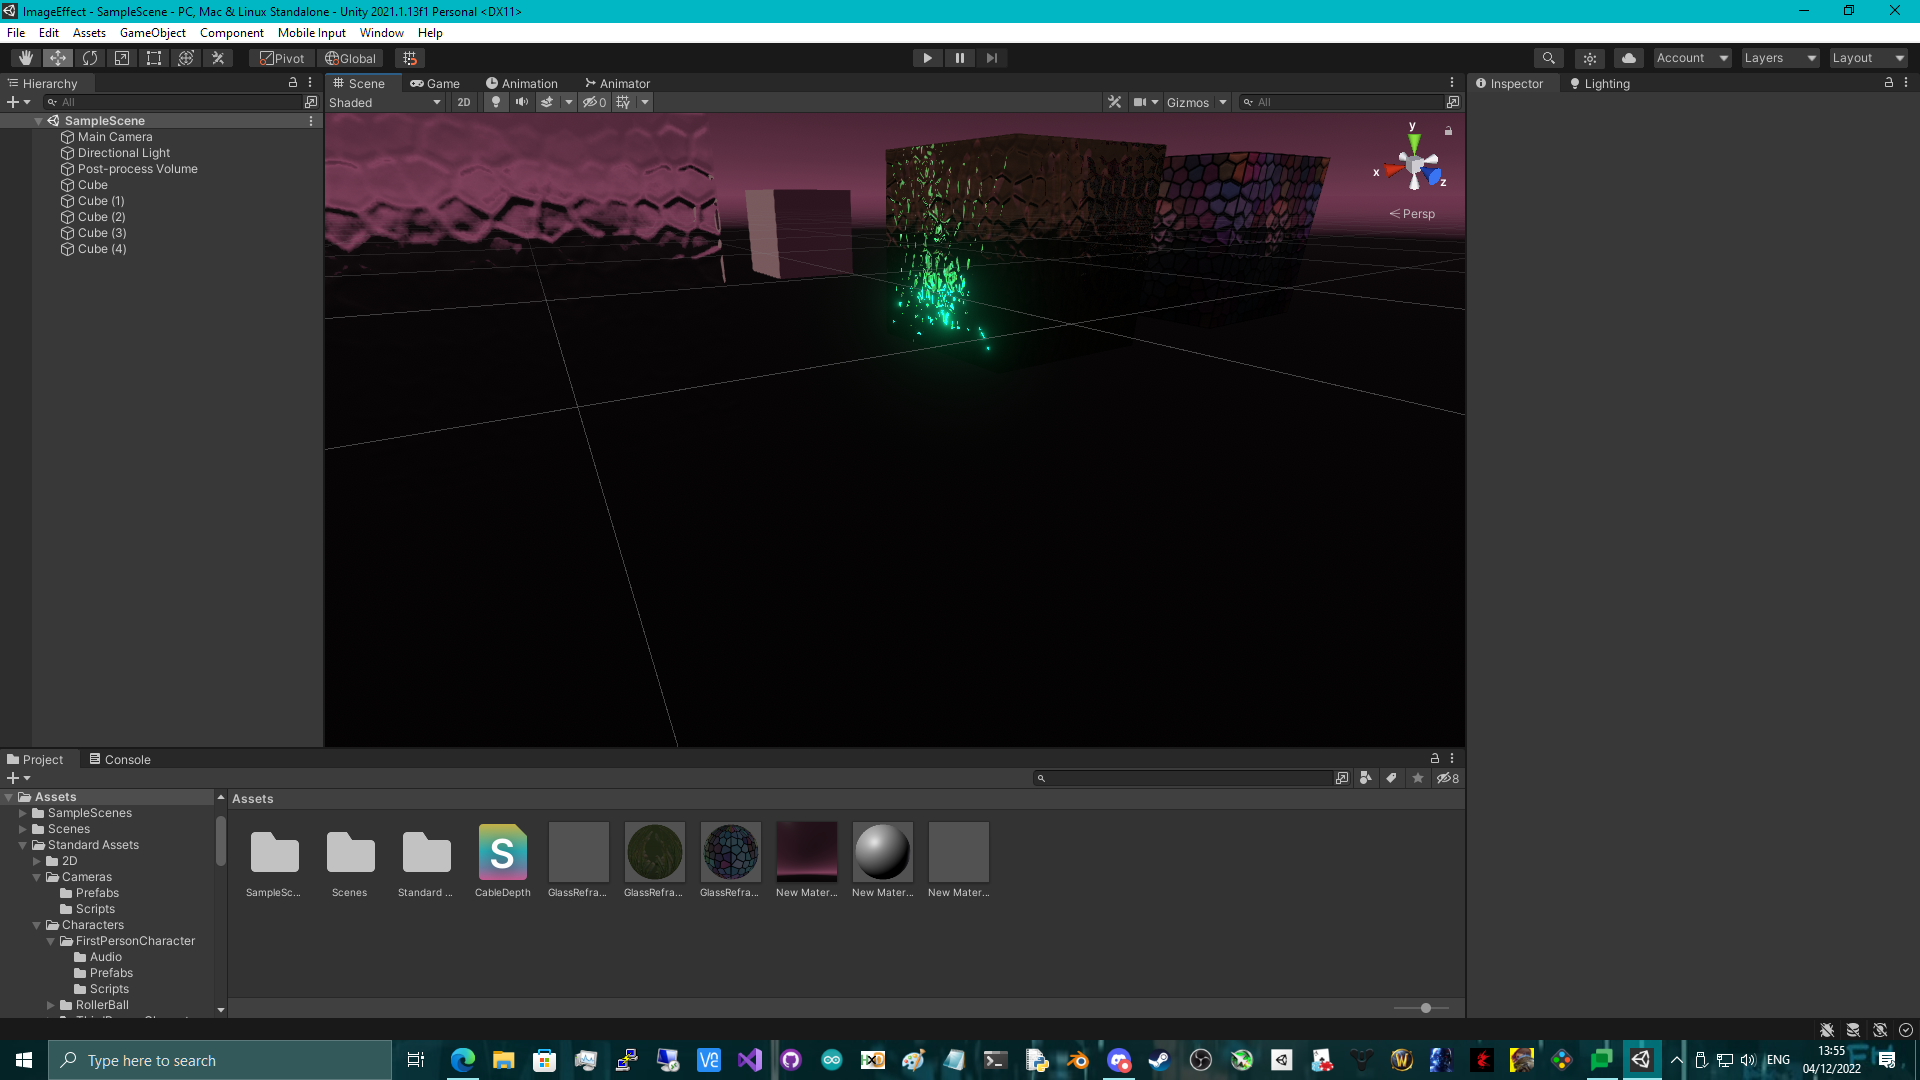 ImageEffect - SampleScene - PC, Mac & Linux Standalone - Unity 2021.1.13f1 Personal <DX11>
File Edit Assets GameObject Component Mobile Input Window Help
Pivot Global Account Layers Layout
Hierarchy
All
SampleScene
Main Camera
Directional Light
Post-process Volume
Cube
Cube (1)
Cube (2)
Cube (3)
Cube (4)
Scene Game Animation Animator
Shaded 2D 0 Gizmos All
y
x
z
Persp
Inspector Lighting
Project Console
8
Assets
SampleScenes
Scenes
Standard Assets
2D
Cameras
Prefabs
Scripts
Characters
FirstPersonCharacter
Audio
Prefabs
Scripts
RollerBall
Assets
S
SampleSc... Scenes Standard ... CableDepth GlassRefra... GlassRefra... GlassRefra... New Mater... New Mater... New Mater...
Type here to search
ENG
13:55
04/12/2022